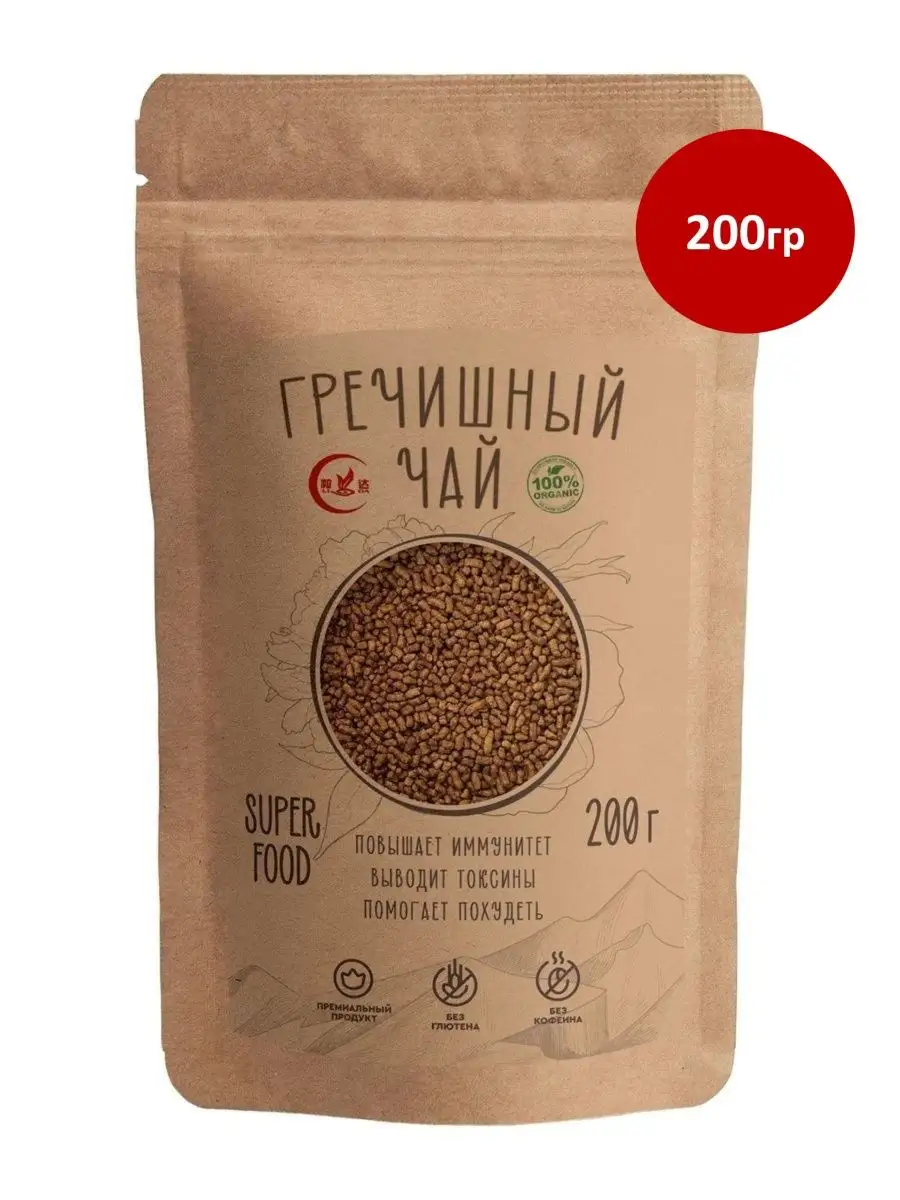 200гр
ГРЕЧИШНЫЙ
ЧАЙ
100%
ORGANIC
SUPER
FOOD
200 г
ПОВЫШАЕТ ИММУНИТЕТ
ВЫВОДИТ ТОКСИНЫ
ПОМОГАЕТ ПОХУДЕТЬ
ПРЕМИАЛЬНЫЙ
ПРОДУКТ
БЕЗ
ГЛЮТЕНА
БЕЗ
КОФЕИНА